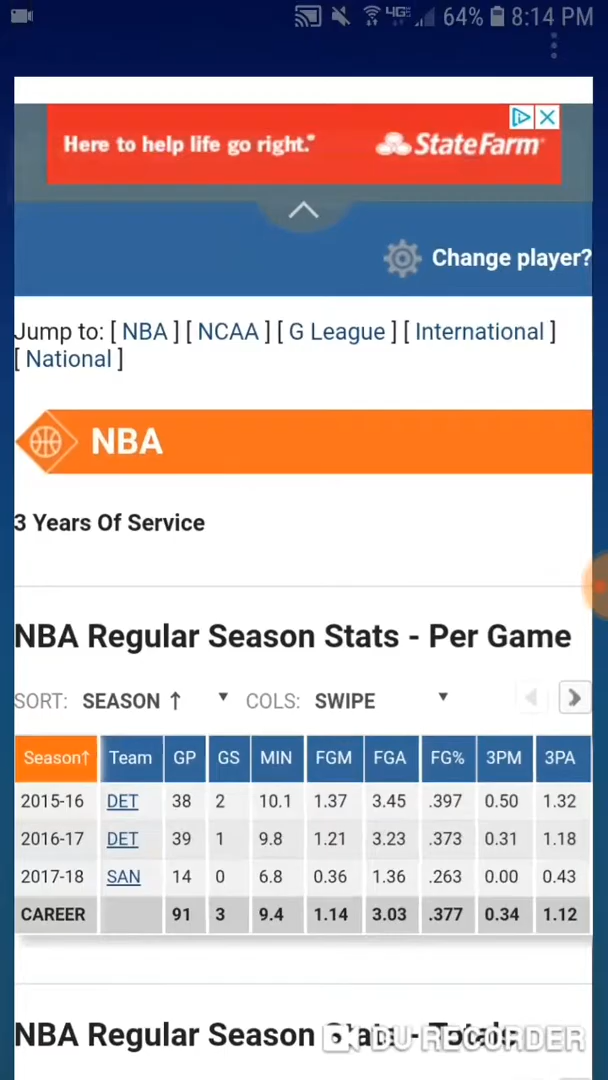 4G 64% 8:14 PM
Here to help life go right.™ StateFarm
Change player?
Jump to: [ NBA ] [ NCAA ] [ G League ] [ International ]
[ National ]
NBA
3 Years Of Service
NBA Regular Season Stats - Per Game
SORT: SEASON ↑ ▼ COLS: SWIPE ▼
Season↑ Team GP GS MIN FGM FGA FG% 3PM 3PA
2015-16 DET 38 2 10.1 1.37 3.45 .397 0.50 1.32
2016-17 DET 39 1 9.8 1.21 3.23 .373 0.31 1.18
2017-18 SAN 14 0 6.8 0.36 1.36 .263 0.00 0.43
CAREER 91 3 9.4 1.14 3.03 .377 0.34 1.12
NBA Regular Season Stats - Totals
DU RECORDER